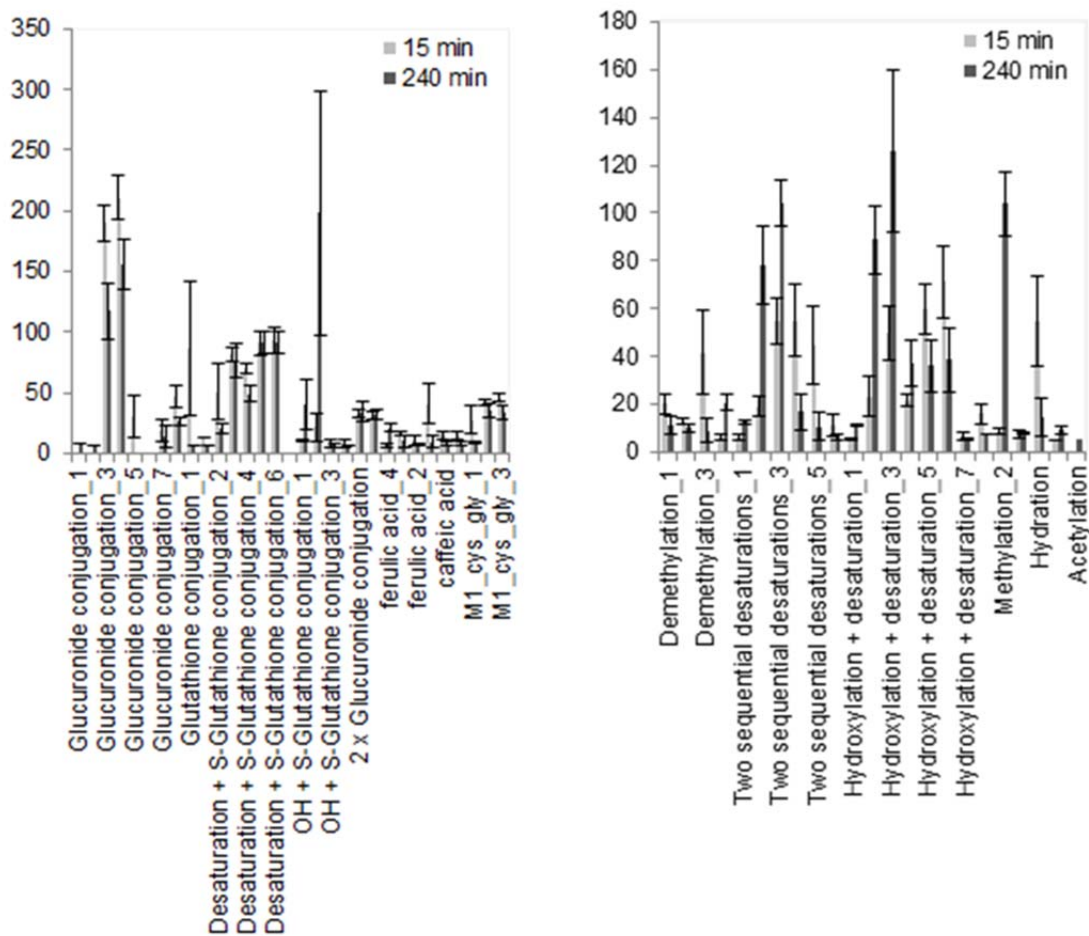 350
300
250
200
150
100
50
0
15 min
240 min
Glucuronide conjugation_1
Glucuronide conjugation_3
Glucuronide conjugation_5
Glucuronide conjugation_7
Glutathione conjugation_1
Desaturation + S-Glutathione conjugation_2
Desaturation + S-Glutathione conjugation_4
Desaturation + S-Glutathione conjugation_6
OH + S-Glutathione conjugation_1
OH + S-Glutathione conjugation_3
2 x Glucuronide conjugation
ferulic acid_4
ferulic acid_2
caffeic acid
M1_cys_gly_1
M1_cys_gly_3
180
160
140
120
100
80
60
40
20
0
15 min
240 min
Demethylation_1
Demethylation_3
Two sequential desaturations_1
Two sequential desaturations_3
Two sequential desaturations_5
Hydroxylation + desaturation_1
Hydroxylation + desaturation_3
Hydroxylation + desaturation_5
Hydroxylation + desaturation_7
Methylation_2
Hydration
Acetylation